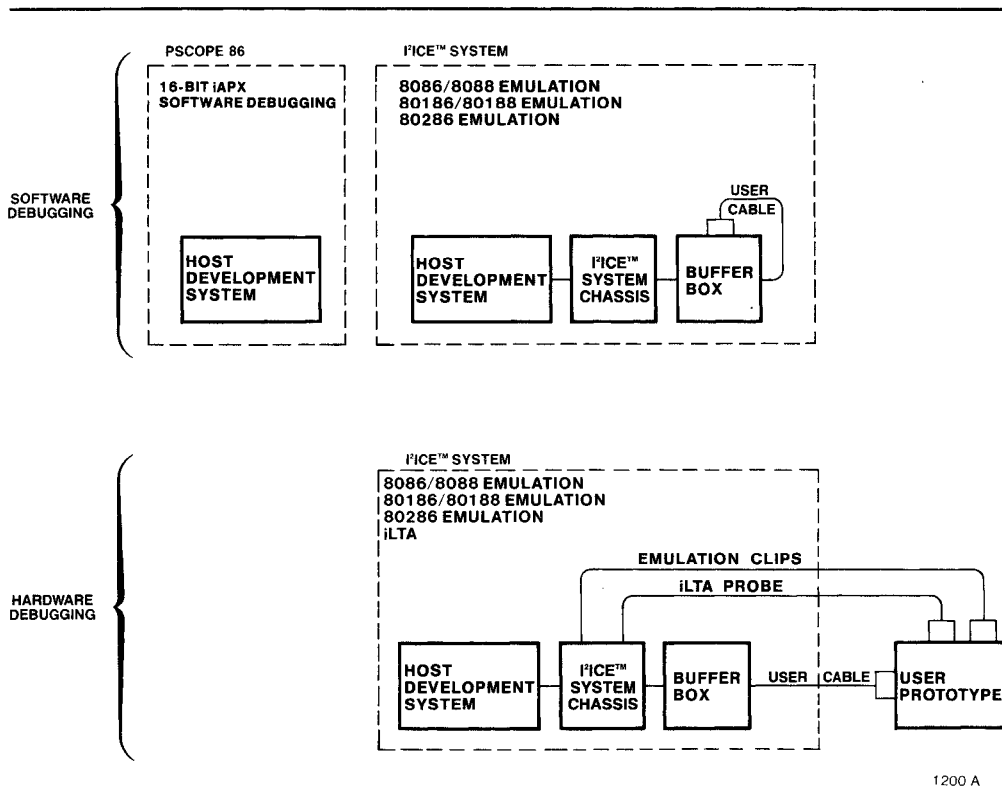 PSCOPE 86
16-BIT iAPX
SOFTWARE DEBUGGING
I²ICE™ SYSTEM
8086/8088 EMULATION
80186/80188 EMULATION
80286 EMULATION
SOFTWARE
DEBUGGING
HOST
DEVELOPMENT
SYSTEM
HOST
DEVELOPMENT
SYSTEM
I²ICE™
SYSTEM
CHASSIS
BUFFER
BOX
USER
CABLE
I²ICE™ SYSTEM
8086/8088 EMULATION
80186/80188 EMULATION
80286 EMULATION
iLTA
HARDWARE
DEBUGGING
EMULATION CLIPS
iLTA PROBE
HOST
DEVELOPMENT
SYSTEM
I²ICE™
SYSTEM
CHASSIS
BUFFER
BOX
USER CABLE
USER
PROTOTYPE
1200 A